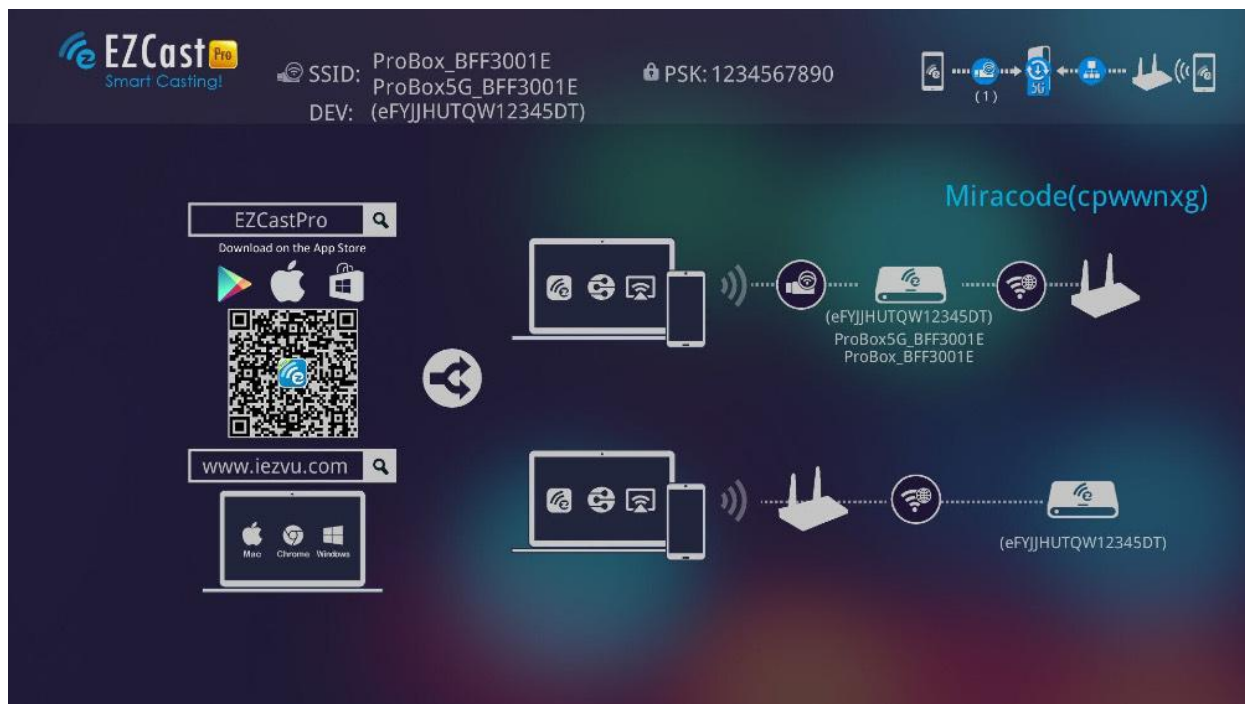 EZCast Pro
Smart Casting!
SSID: ProBox_BFF3001E
ProBox5G_BFF3001E
DEV: (eFYJJHUTQW12345DT)
PSK: 1234567890
(1)
5G
Miracode(cpwwnxg)
EZCastPro
Download on the App Store
www.iezvu.com
Mac Chrome Windows
(eFYJJHUTQW12345DT)
ProBox5G_BFF3001E
ProBox_BFF3001E
(eFYJJHUTQW12345DT)